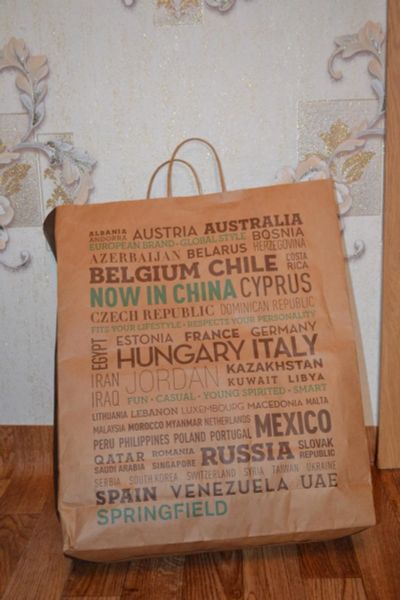 ALBANIA ANDORRA AUSTRIA AUSTRALIA
EUROPEAN BRAND • GLOBAL STYLE BOSNIA HERZEGOVINA
AZERBAIJAN BELARUS
BELGIUM CHILE COSTA RICA
NOW IN CHINA CYPRUS
CZECH REPUBLIC DOMINICAN REPUBLIC
FITS YOUR LIFESTYLE • RESPECTS YOUR PERSONALITY
EGYPT ESTONIA FRANCE GERMANY
HUNGARY ITALY
IRAN JORDAN KAZAKHSTAN
IRAQ KUWAIT LIBYA
FUN • CASUAL • YOUNG SPIRITED • SMART
LITHUANIA LEBANON LUXEMBOURG MACEDONIA MALTA
MALAYSIA MOROCCO MYANMAR NETHERLANDS MEXICO
PERU PHILIPPINES POLAND PORTUGAL
QATAR ROMANIA RUSSIA SLOVAK REPUBLIC
SAUDI ARABIA SINGAPORE
SERBIA SOUTH KOREA SWITZERLAND SYRIA TAIWAN UKRAINE
SPAIN VENEZUELA UAE
SPRINGFIELD